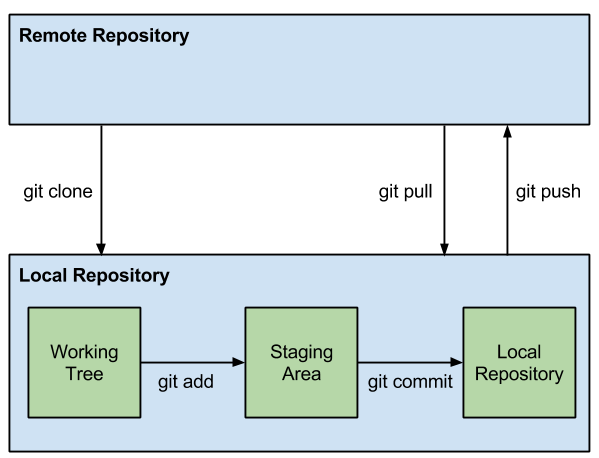 Remote Repository
git clone
git pull
git push
Local Repository
Working
Tree
git add
Staging
Area
git commit
Local
Repository